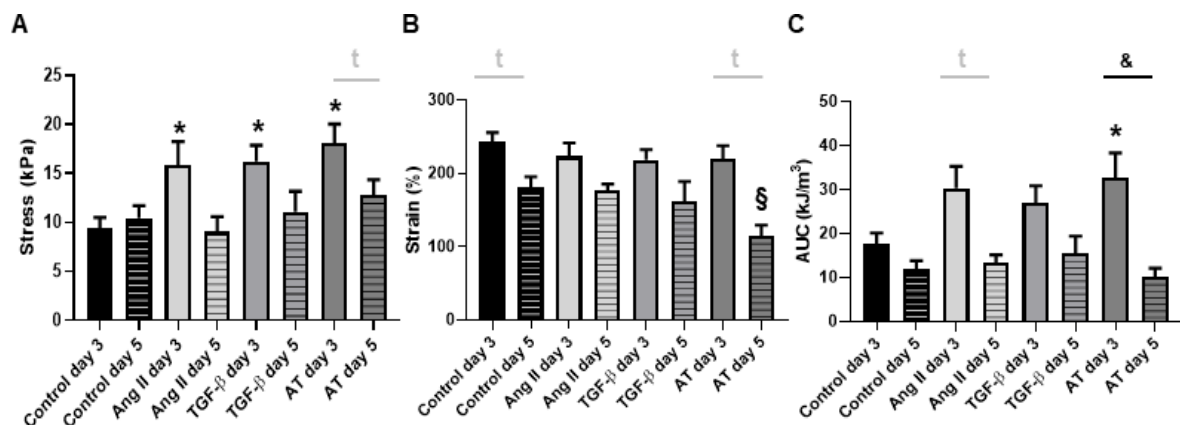 A
t
Stress (kPa)
25
20
15
10
5
0
*
*
*
Control day 3
Control day 5
Ang II day 3
Ang II day 5
TGF-β day 3
TGF-β day 5
AT day 3
AT day 5
B
t
t
Strain (%)
300
200
100
0
§
Control day 3
Control day 5
Ang II day 3
Ang II day 5
TGF-β day 3
TGF-β day 5
AT day 3
AT day 5
C
t
&
AUC (kJ/m³)
50
40
30
20
10
0
*
Control day 3
Control day 5
Ang II day 3
Ang II day 5
TGF-β day 3
TGF-β day 5
AT day 3
AT day 5